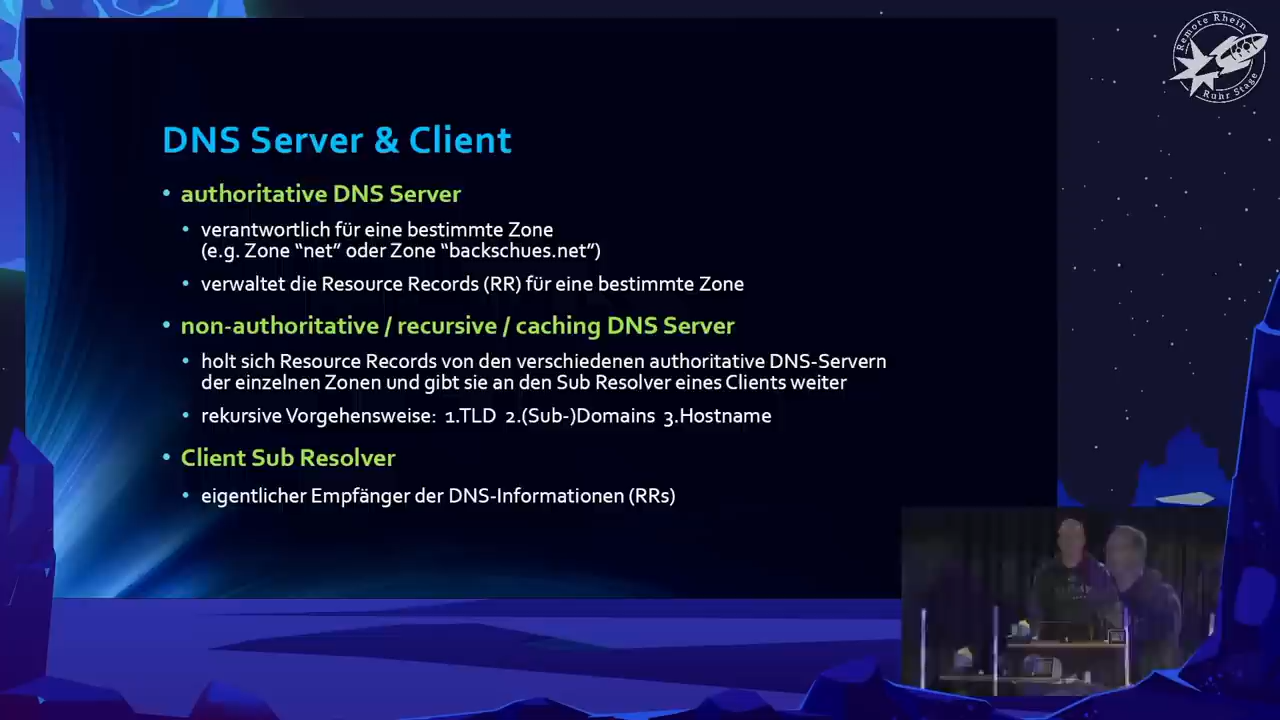 Remote Rhein
Ruhr Stage
DNS Server & Client
• authoritative DNS Server
• verantwortlich für eine bestimmte Zone
(e.g. Zone “net” oder Zone “backschues.net”)
• verwaltet die Resource Records (RR) für eine bestimmte Zone
• non-authoritative / recursive / caching DNS Server
• holt sich Resource Records von den verschiedenen authoritative DNS-Servern
der einzelnen Zonen und gibt sie an den Sub Resolver eines Clients weiter
• rekursive Vorgehensweise: 1.TLD 2.(Sub-)Domains 3.Hostname
• Client Sub Resolver
• eigentlicher Empfänger der DNS-Informationen (RRs)